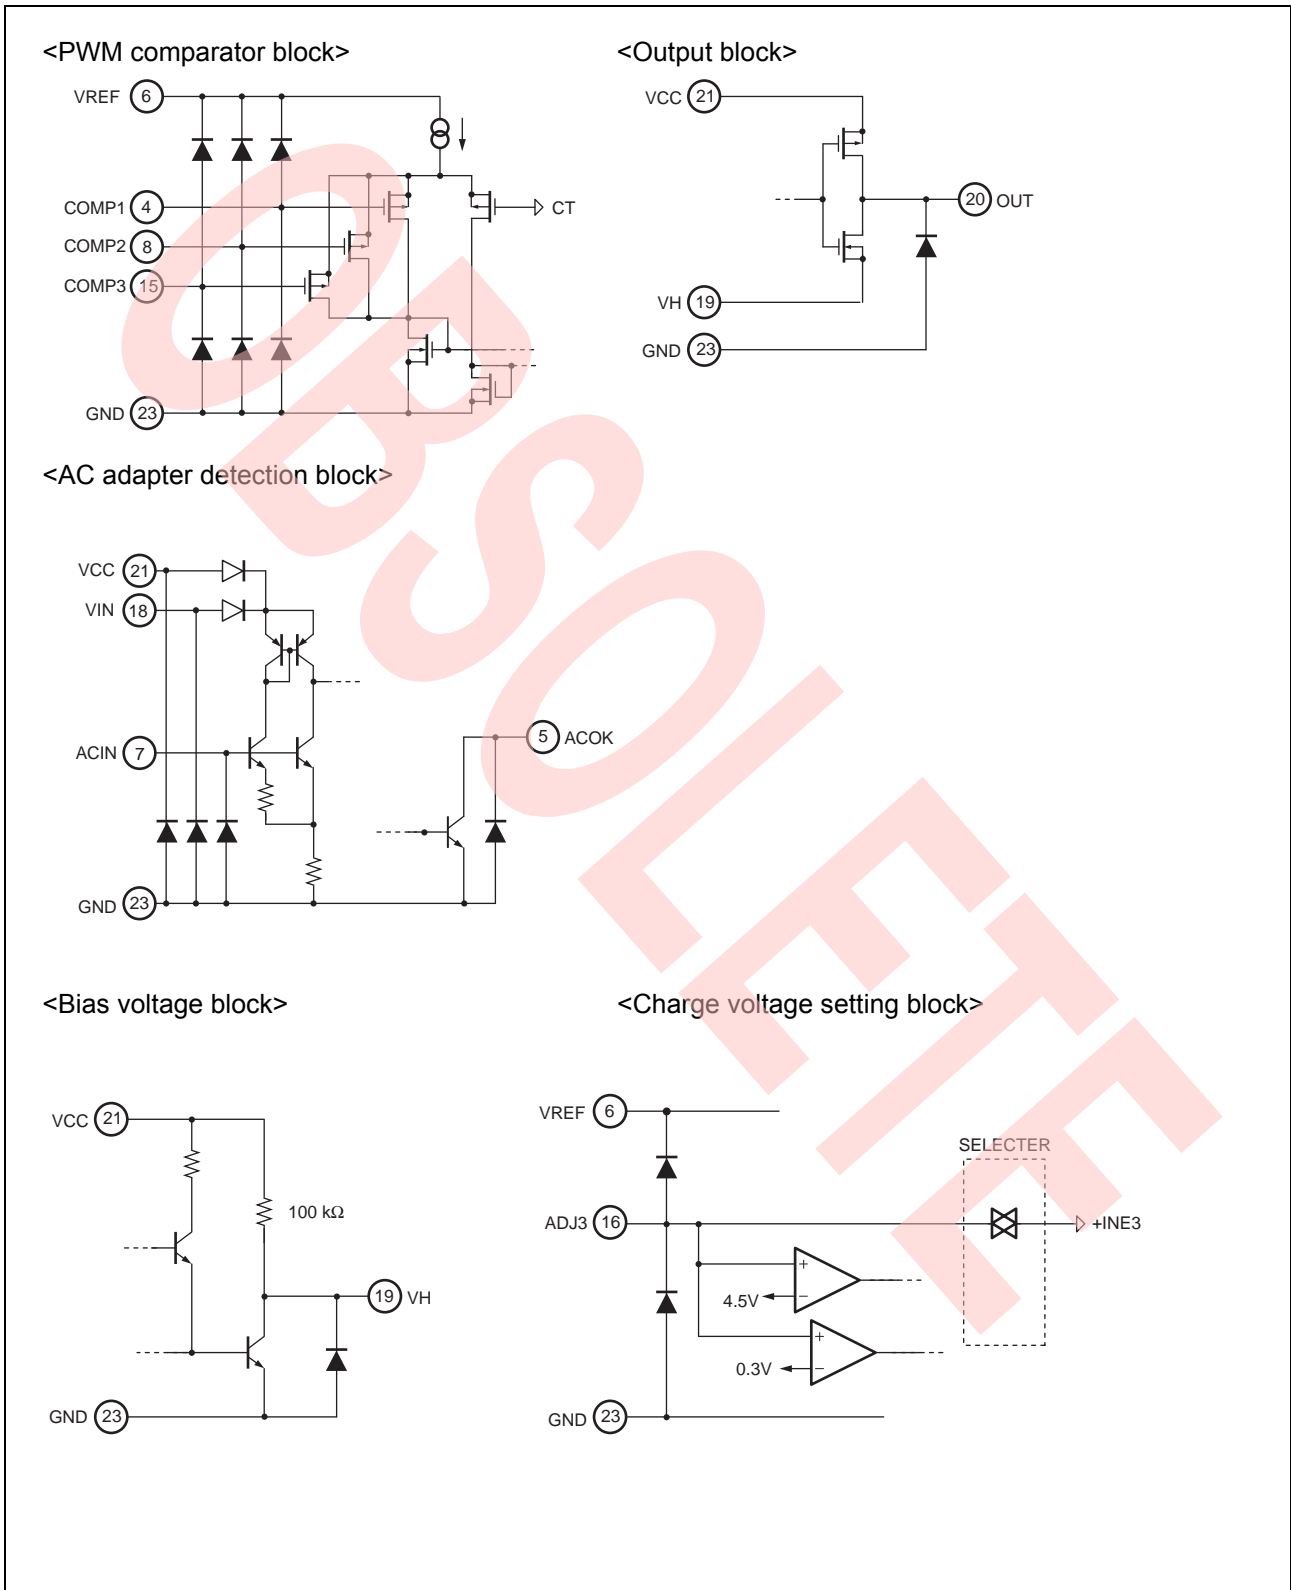 <PWM comparator block>
<Output block>
VREF 6
COMP1 4
COMP2 8
COMP3 15
GND 23
CT
VCC 21
20 OUT
VH 19
GND 23
<AC adapter detection block>
VCC 21
VIN 18
ACIN 7
GND 23
5 ACOK
<Bias voltage block>
<Charge voltage setting block>
VCC 21
100 kΩ
19 VH
GND 23
VREF 6
SELECTER
ADJ3 16
+INE3
+
4.5V
−
+
0.3V
−
GND 23
OBSOLETE